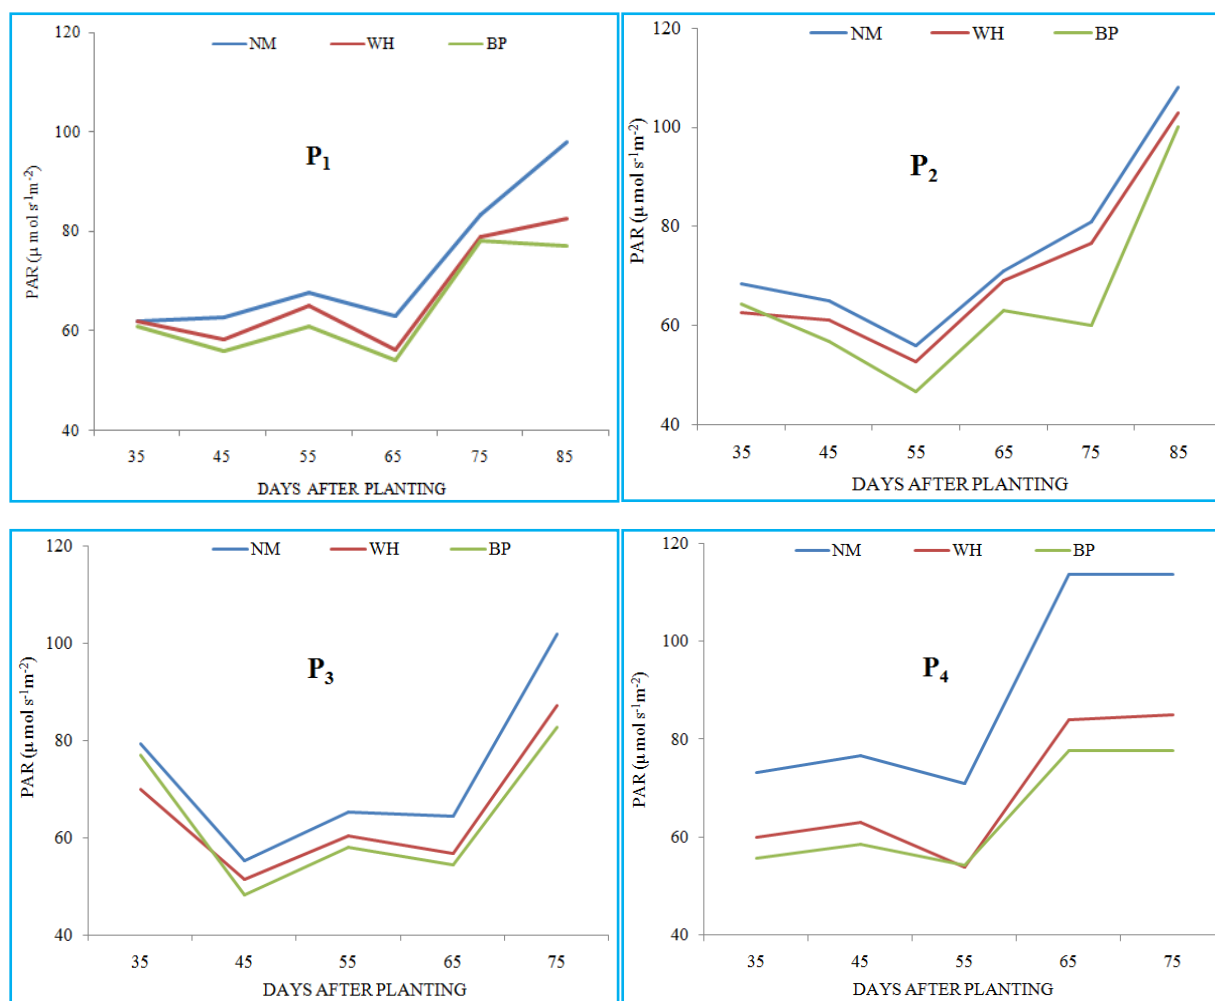 120
NM WH BP
100
P1
80
60
40
PAR (µ mol s-1m-2)
35 45 55 65 75 85
DAYS AFTER PLANTING
120
NM WH BP
100
P2
80
60
40
PAR (µ mol s-1m-2)
35 45 55 65 75 85
DAYS AFTER PLANTING
120
NM WH BP
100
P3
80
60
40
PAR (µ mol s-1m-2)
35 45 55 65 75
DAYS AFTER PLANTING
120
NM WH BP
100
P4
80
60
40
PAR (µ mol s-1m-2)
35 45 55 65 75
DAYS AFTER PLANTING